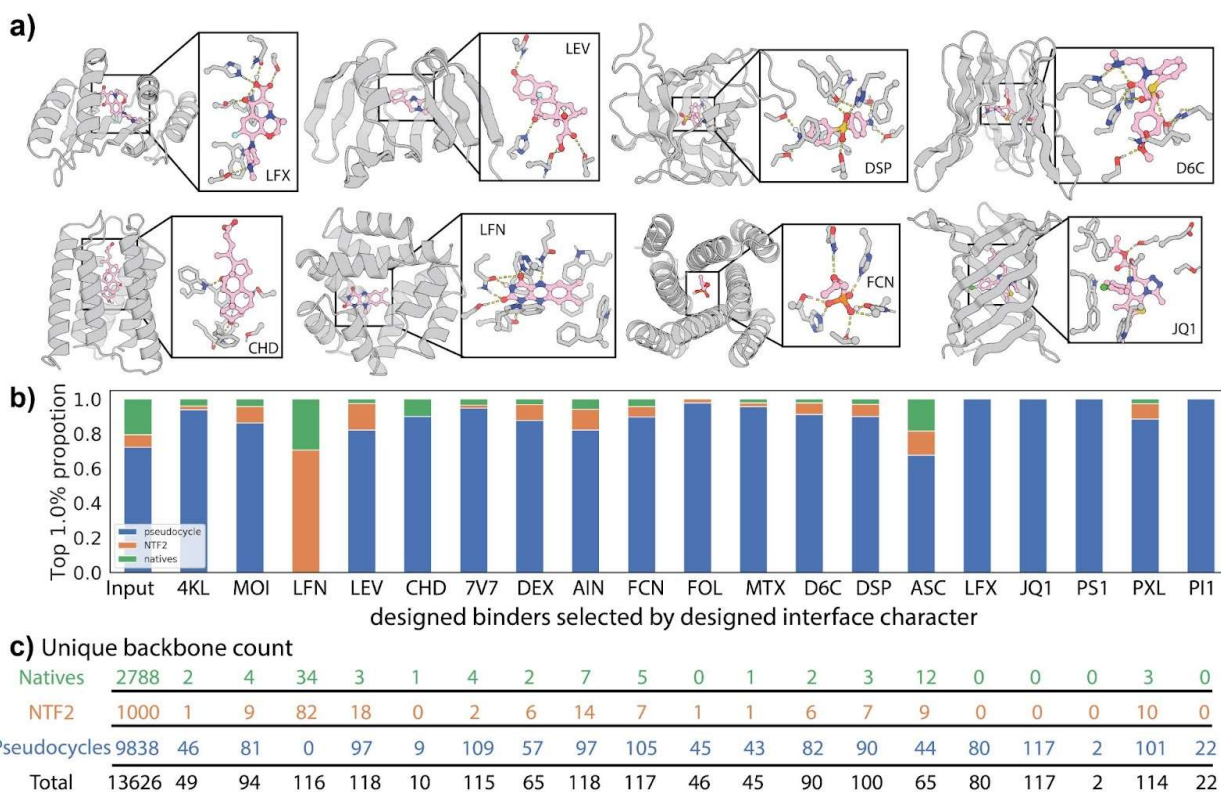 a)
LFX
LEV
DSP
D6C
CHD
LFN
FCN
JQ1
b)
Top 1.0% propotion
1.0
0.8
0.6
0.4
0.2
0.0
pseudocycle
NTF2
natives
Input 4KL MOI LFN LEV CHD 7V7 DEX AIN FCN FOL MTX D6C DSP ASC LFX JQ1 PS1 PXL PI1
designed binders selected by designed interface character
c) Unique backbone count
Natives 2788 2 4 34 3 1 4 2 7 5 0 1 2 3 12 0 0 0 3 0
NTF2 1000 1 9 82 18 0 2 6 14 7 1 1 6 7 9 0 0 0 10 0
Pseudocycles 9838 46 81 0 97 9 109 57 97 105 45 43 82 90 44 80 117 2 101 22
Total 13626 49 94 116 118 10 115 65 118 117 46 45 90 100 65 80 117 2 114 22